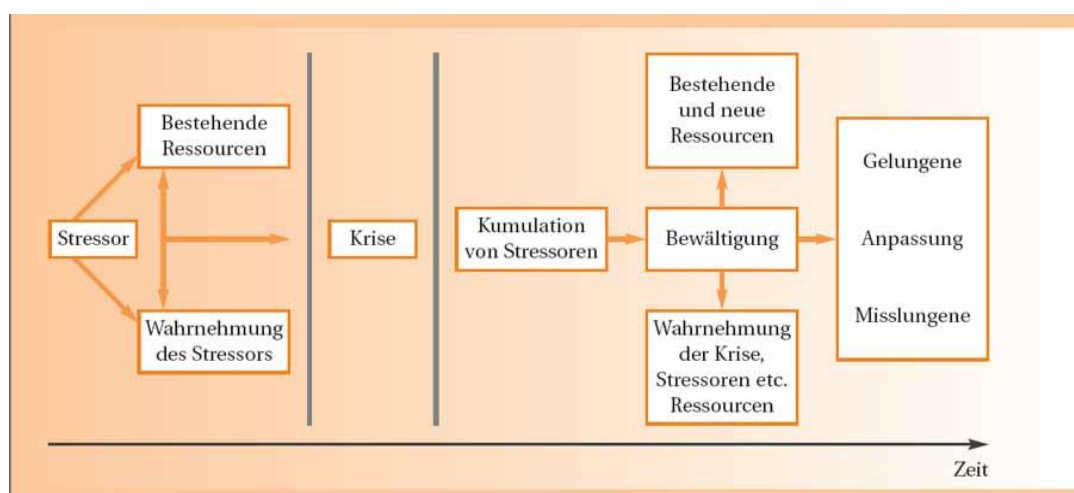 Bestehende
Ressourcen
Stressor
Wahrnehmung
des Stressors
Krise
Kumulation
von Stressoren
Bestehende
und neue
Ressourcen
Bewältigung
Wahrnehmung
der Krise,
Stressoren etc.
Ressourcen
Gelungene
Anpassung
Misslungene
Zeit